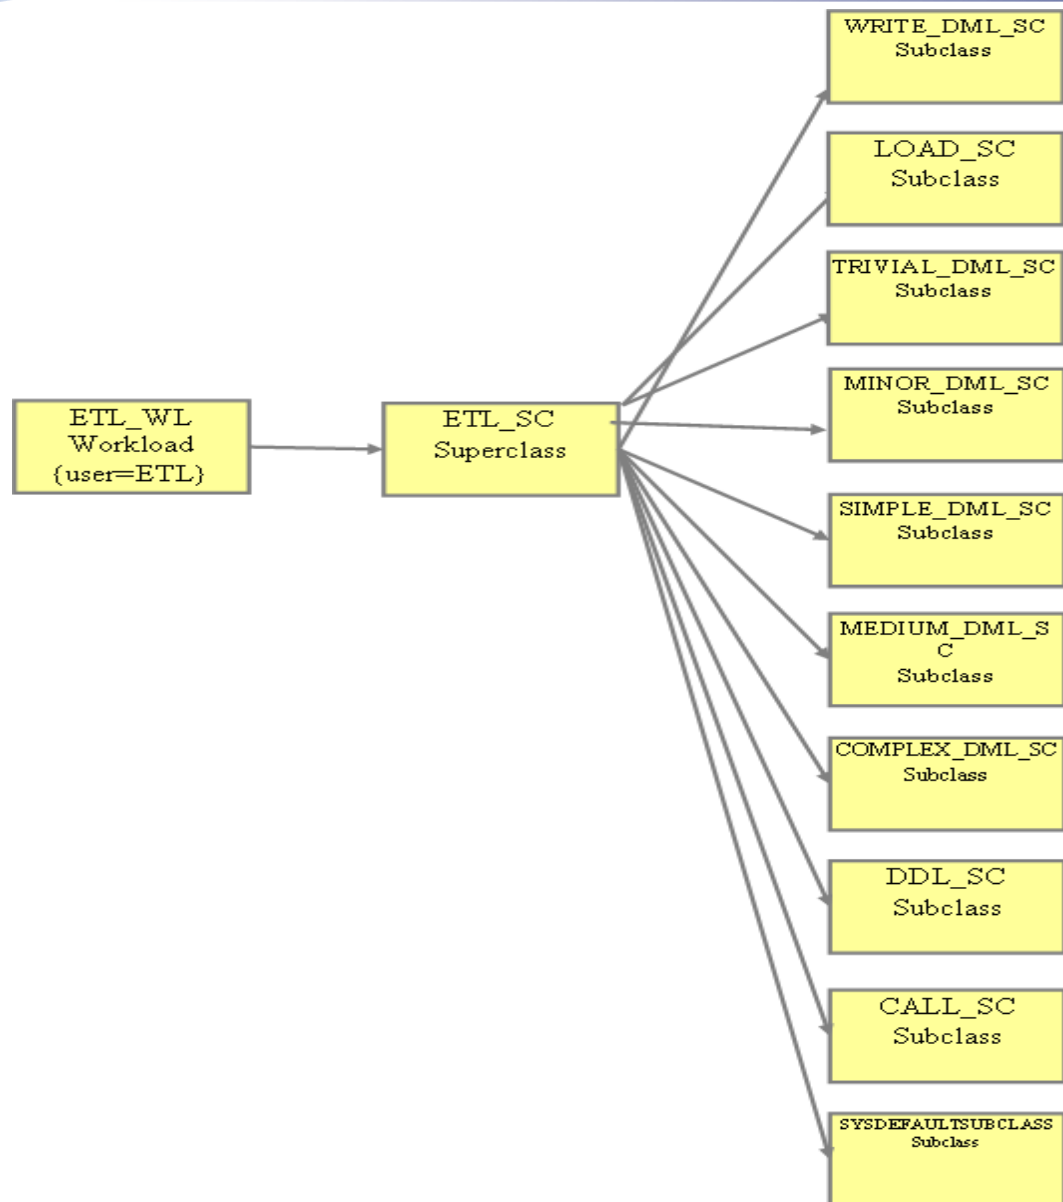 WRITE_DML_SC
Subclass
LOAD_SC
Subclass
TRIVIAL_DML_SC
Subclass
MINOR_DML_SC
Subclass
ETL_WL
Workload
{user=ETL}
ETL_SC
Superclass
SIMPLE_DML_SC
Subclass
MEDIUM_DML_S
C
Subclass
COMPLEX_DML_SC
Subclass
DDL_SC
Subclass
CALL_SC
Subclass
SYSDEFAULTSUBCLASS
Subclass